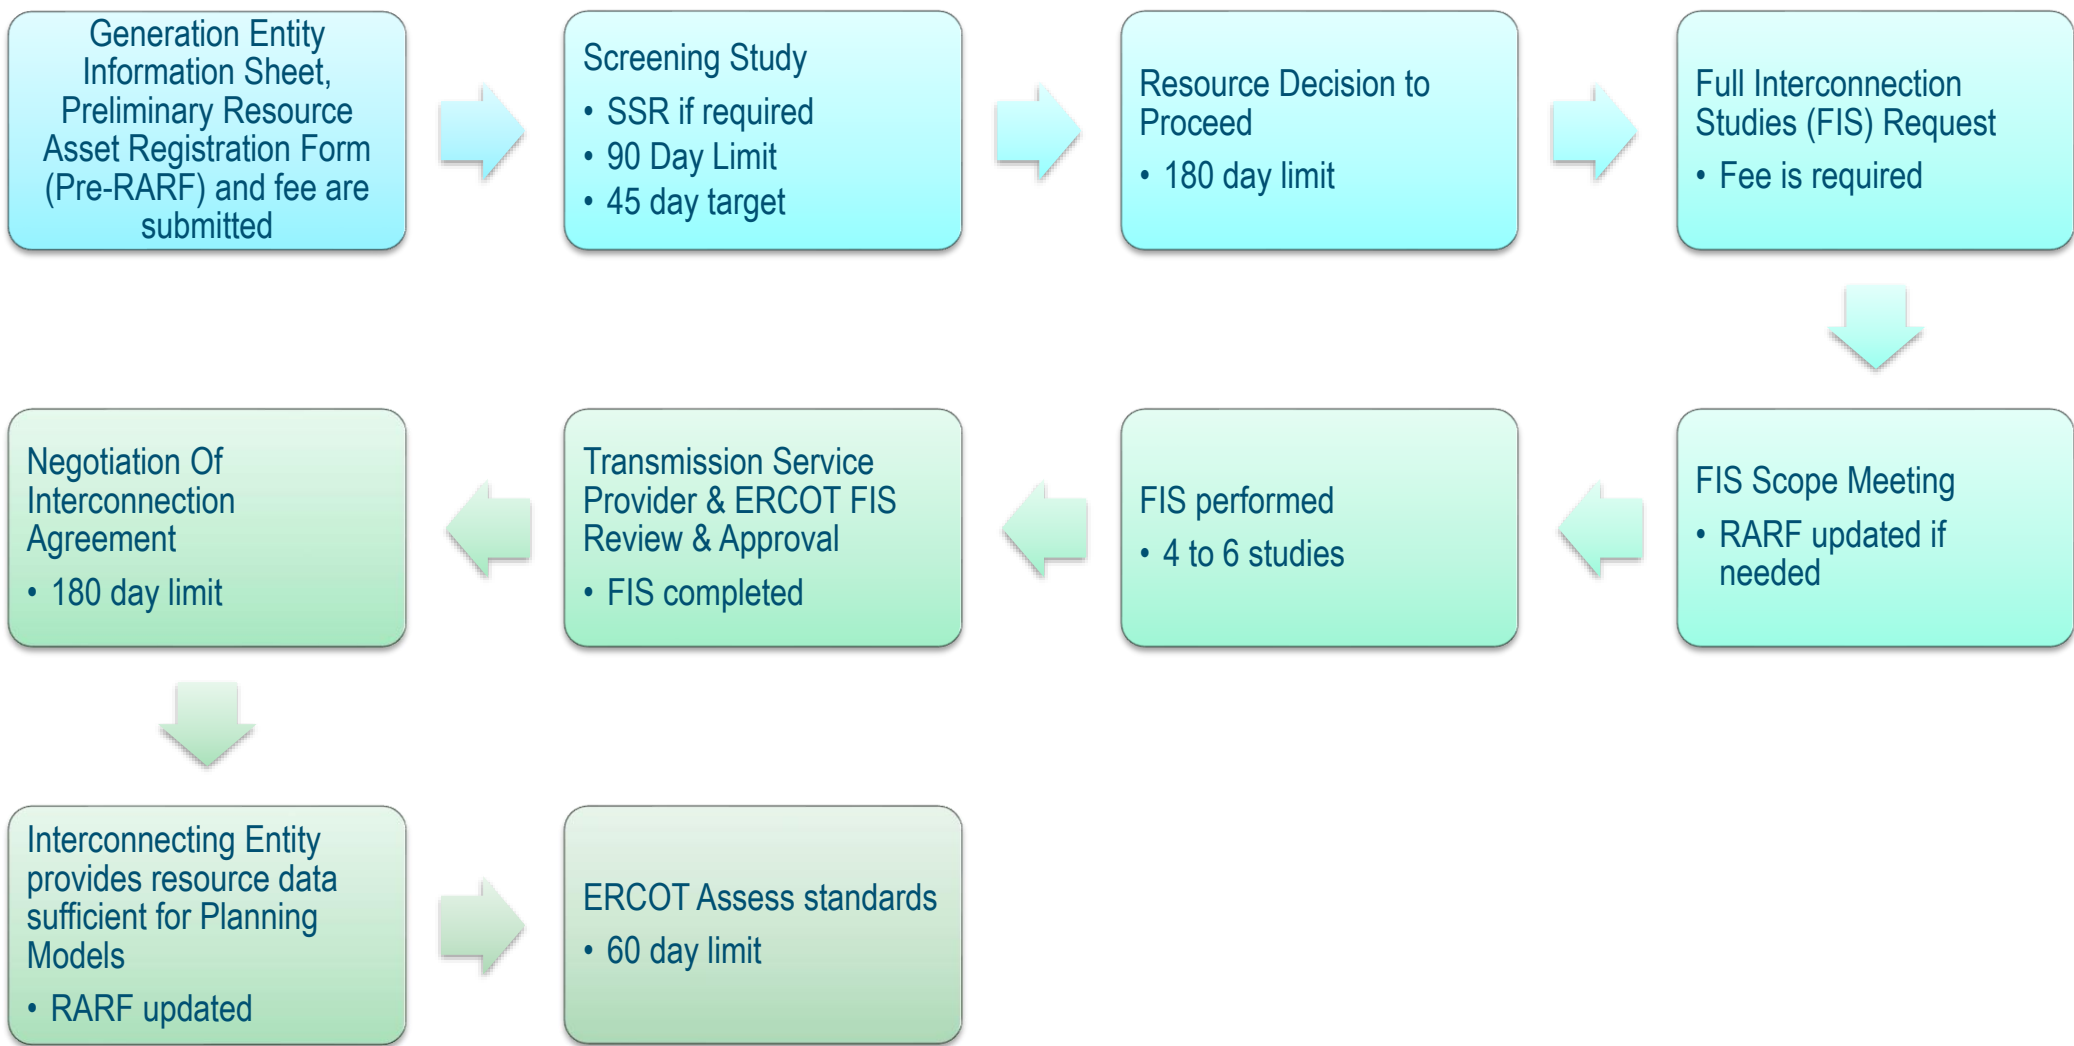 Generation Entity
Information Sheet,
Preliminary Resource
Asset Registration Form
(Pre-RARF) and fee are
submitted
Screening Study
• SSR if required
• 90 Day Limit
• 45 day target
Resource Decision to
Proceed
• 180 day limit
Full Interconnection
Studies (FIS) Request
• Fee is required
FIS Scope Meeting
• RARF updated if
needed
FIS performed
• 4 to 6 studies
Transmission Service
Provider & ERCOT FIS
Review & Approval
• FIS completed
Negotiation Of
Interconnection
Agreement
• 180 day limit
Interconnecting Entity
provides resource data
sufficient for Planning
Models
• RARF updated
ERCOT Assess standards
• 60 day limit